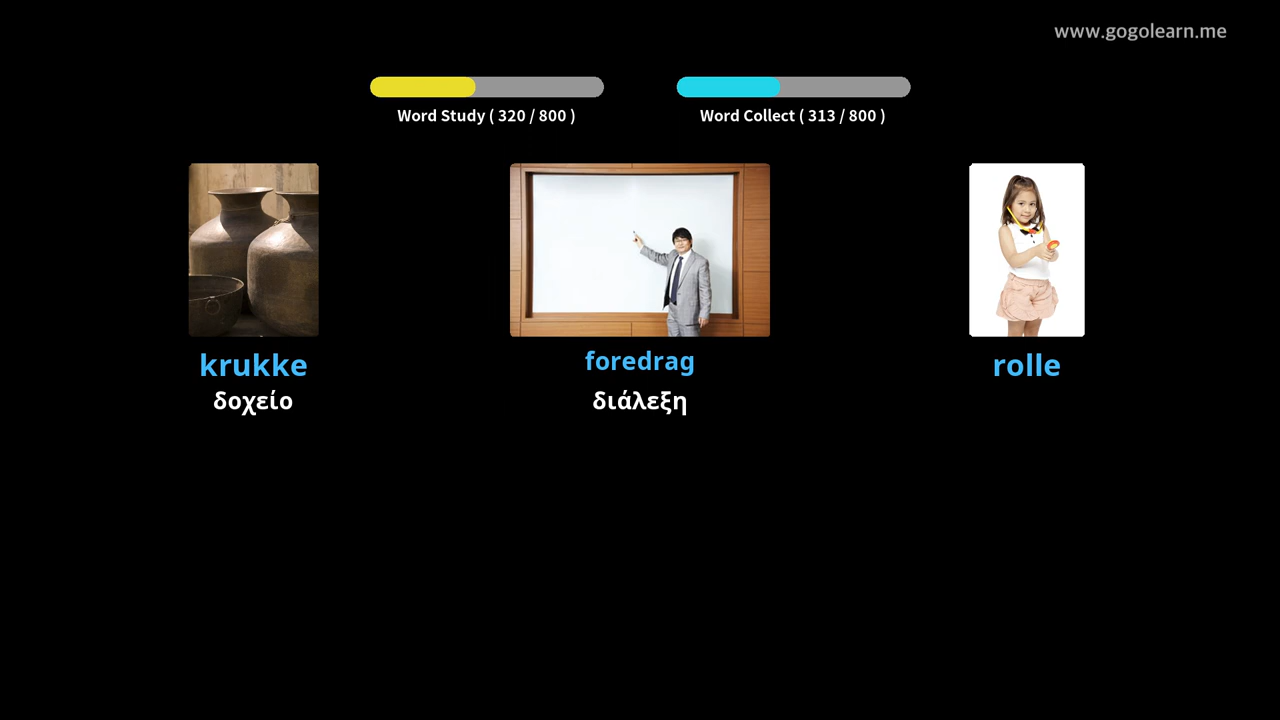 www.gogolearn.me
Word Study ( 320 / 800 )
Word Collect ( 313 / 800 )
krukke
δοχείο
foredrag
διάλεξη
rolle